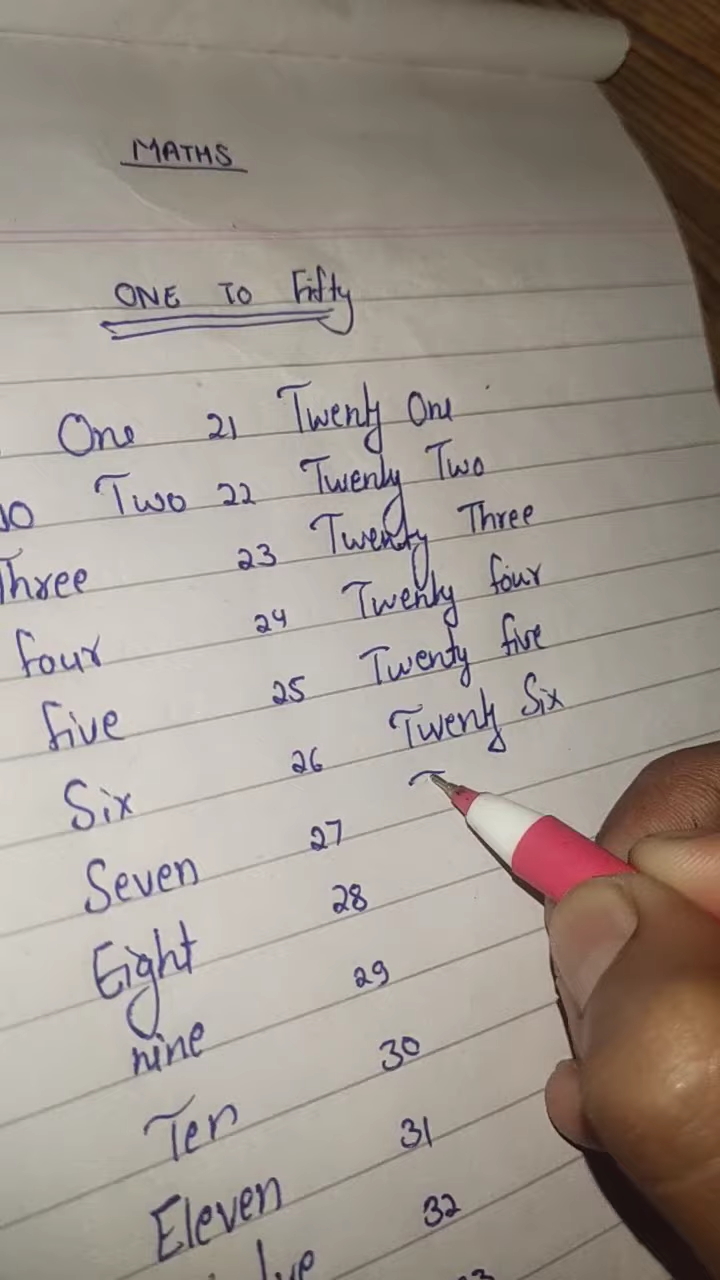 MATHS
ONE TO Fifty
One 21 Twenty One
Two 22 Twenty Two
Three 23 Twenty Three
four 24 Twenty four
five 25 Twenty five
Six 26 Twenty Six
Seven 27
Eight 28
nine 29
Ten 30
Eleven 31
32